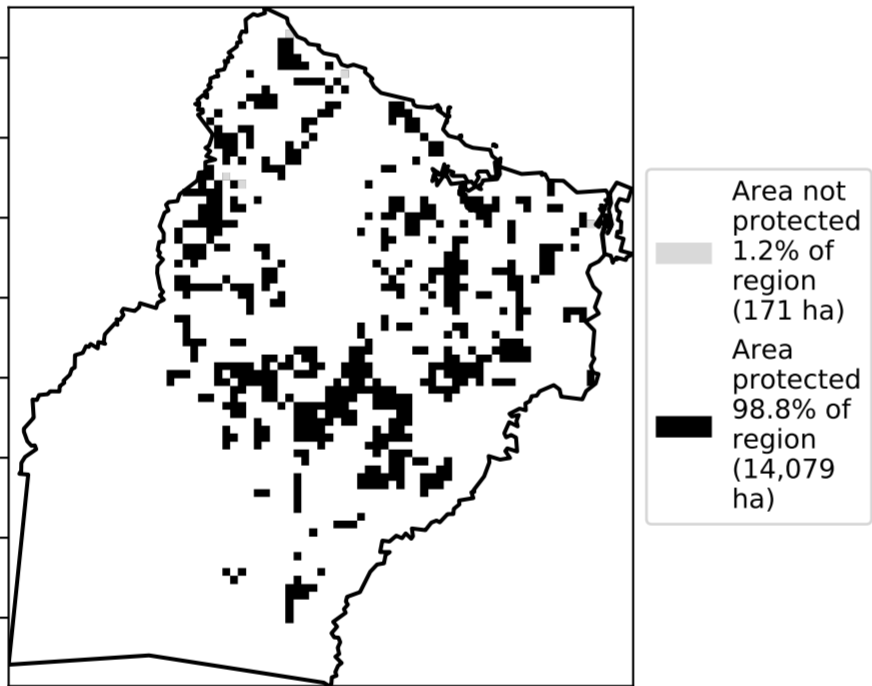 Area not
protected
1.2% of
region
(171 ha)
Area
protected
98.8% of
region
(14,079
ha)